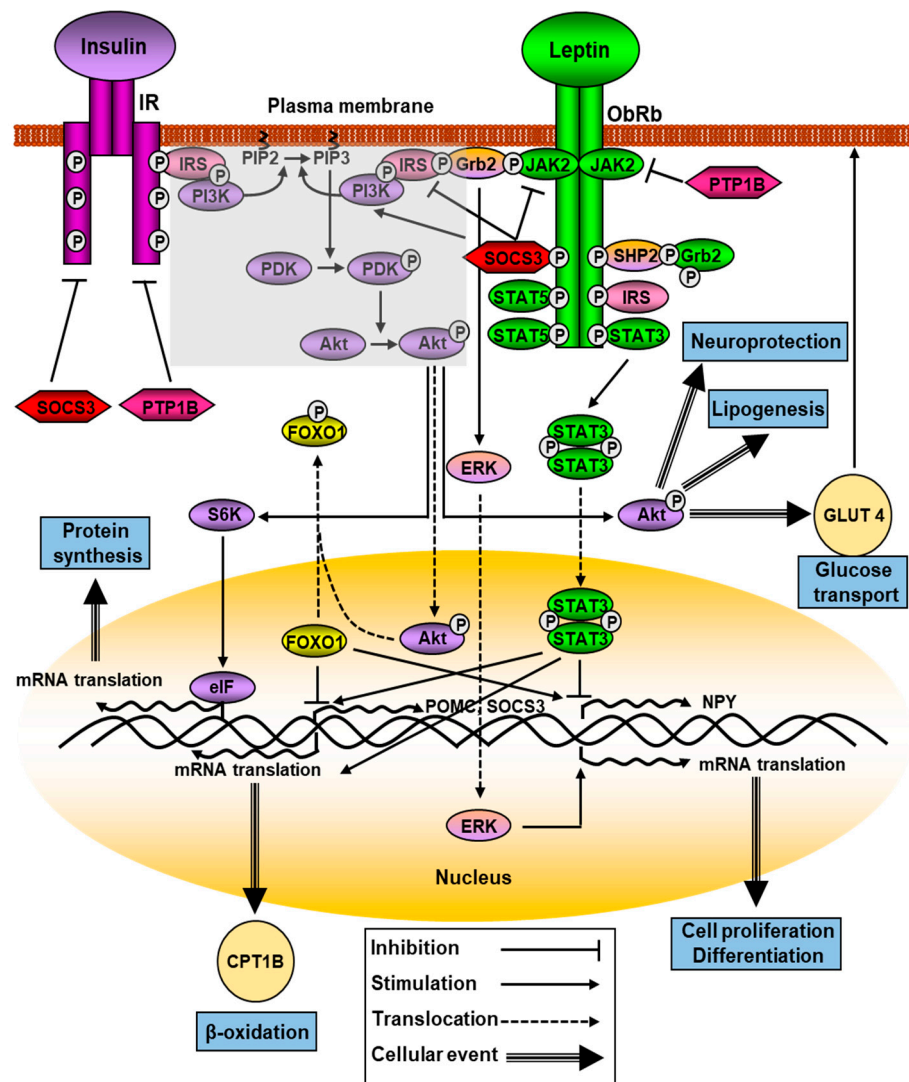 Insulin
Leptin
IR
Plasma membrane
ObRb
P
IRS
P
PI3K
PIP2
PIP3
P
IRS
P
Grb2
P
JAK2
JAK2
PI3K
PTP1B
P
P
P
P
PDK
PDK
P
SOCS3
P
P
SHP2
P
Grb2
P
STAT5
P
P
IRS
Akt
Akt
P
STAT5
P
P
STAT3
Neuroprotection
SOCS3
PTP1B
Lipogenesis
P
FOXO1
STAT3
P
P
STAT3
ERK
S6K
Akt
P
GLUT 4
Protein
synthesis
Glucose
transport
FOXO1
Akt
P
STAT3
P
P
STAT3
mRNA translation
eIF
POMC, SOCS3
NPY
mRNA translation
mRNA translation
ERK
Nucleus
CPT1B
β-oxidation
Cell proliferation
Differentiation
Inhibition
Stimulation
Translocation
Cellular event